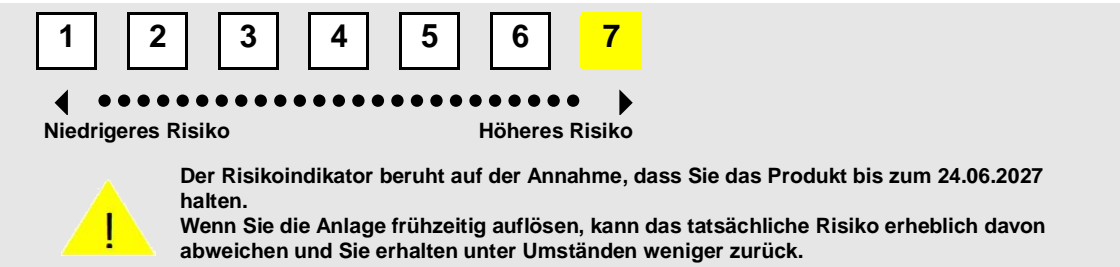 1 2 3 4 5 6 7
Niedrigeres Risiko Höheres Risiko
Der Risikoindikator beruht auf der Annahme, dass Sie das Produkt bis zum 24.06.2027
halten.
Wenn Sie die Anlage frühzeitig auflösen, kann das tatsächliche Risiko erheblich davon
abweichen und Sie erhalten unter Umständen weniger zurück.
!